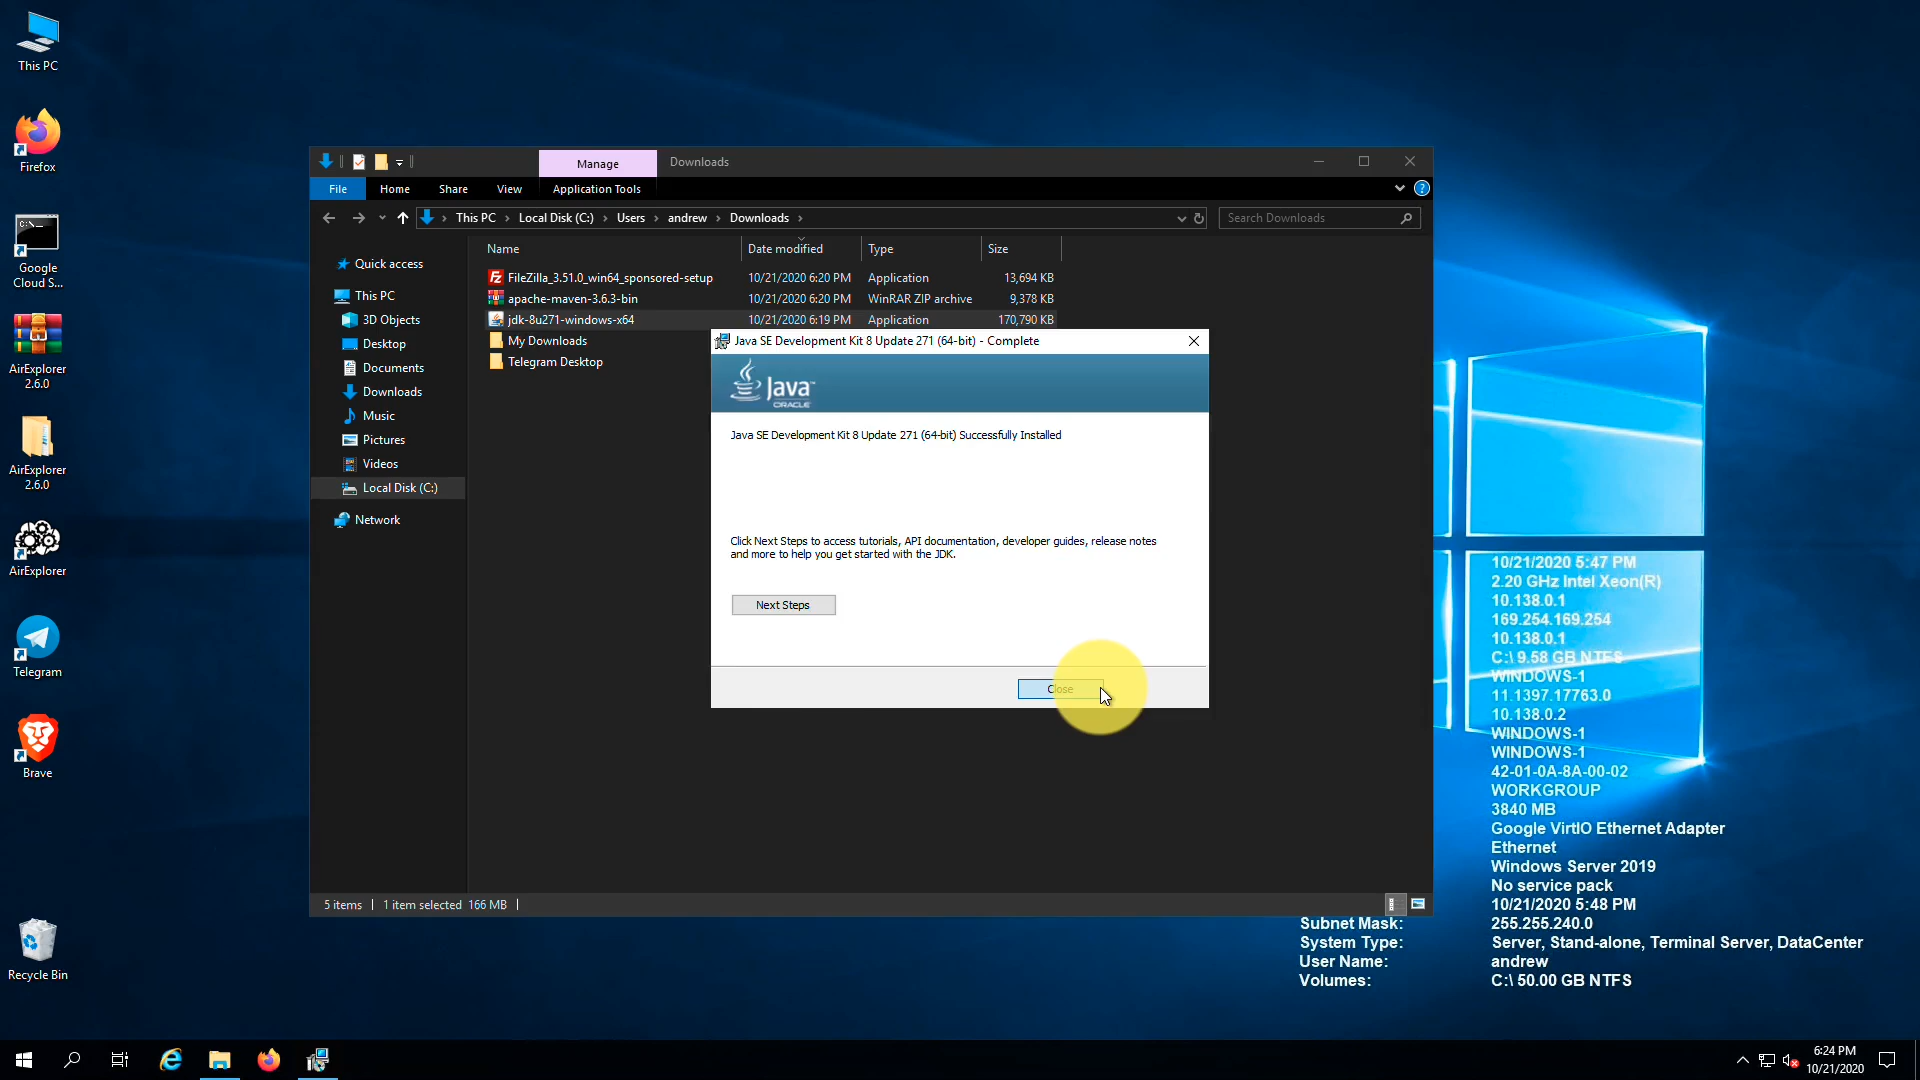 This PC
Firefox
Google
Cloud S...
AirExplorer
2.6.0
AirExplorer
2.6.0
AirExplorer
Telegram
Brave
Recycle Bin
Manage
Downloads
File
Home
Share
View
Application Tools
This PC
Local Disk (C:)
Users
andrew
Downloads
Search Downloads
Quick access
This PC
3D Objects
Desktop
Documents
Downloads
Music
Pictures
Videos
Local Disk (C:)
Network
Name
Date modified
Type
Size
FileZilla_3.51.0_win64_sponsored-setup 10/21/2020 6:20 PM Application 13,694 KB
apache-maven-3.6.3-bin 10/21/2020 6:20 PM WinRAR ZIP archive 9,378 KB
jdk-8u271-windows-x64 10/21/2020 6:19 PM Application 170,790 KB
My Downloads
Telegram Desktop
Java SE Development Kit 8 Update 271 (64-bit) - Complete
Java™
ORACLE
Java SE Development Kit 8 Update 271 (64-bit) Successfully Installed
Click Next Steps to access tutorials, API documentation, developer guides, release notes
and more to help you get started with the JDK.
Next Steps
Close
5 items
1 item selected 166 MB
10/21/2020 5:47 PM
2.20 GHz Intel Xeon(R)
10.138.0.1
169.254.169.254
10.138.0.1
C:\ 9.58 GB NTFS
WINDOWS-1
11.1397.17763.0
10.138.0.2
WINDOWS-1
WINDOWS-1
42-01-0A-8A-00-02
WORKGROUP
3840 MB
Google VirtIO Ethernet Adapter
Ethernet
Windows Server 2019
No service pack
10/21/2020 5:48 PM
Subnet Mask: 255.255.240.0
System Type: Server, Stand-alone, Terminal Server, DataCenter
User Name: andrew
Volumes: C:\ 50.00 GB NTFS
6:24 PM
10/21/2020